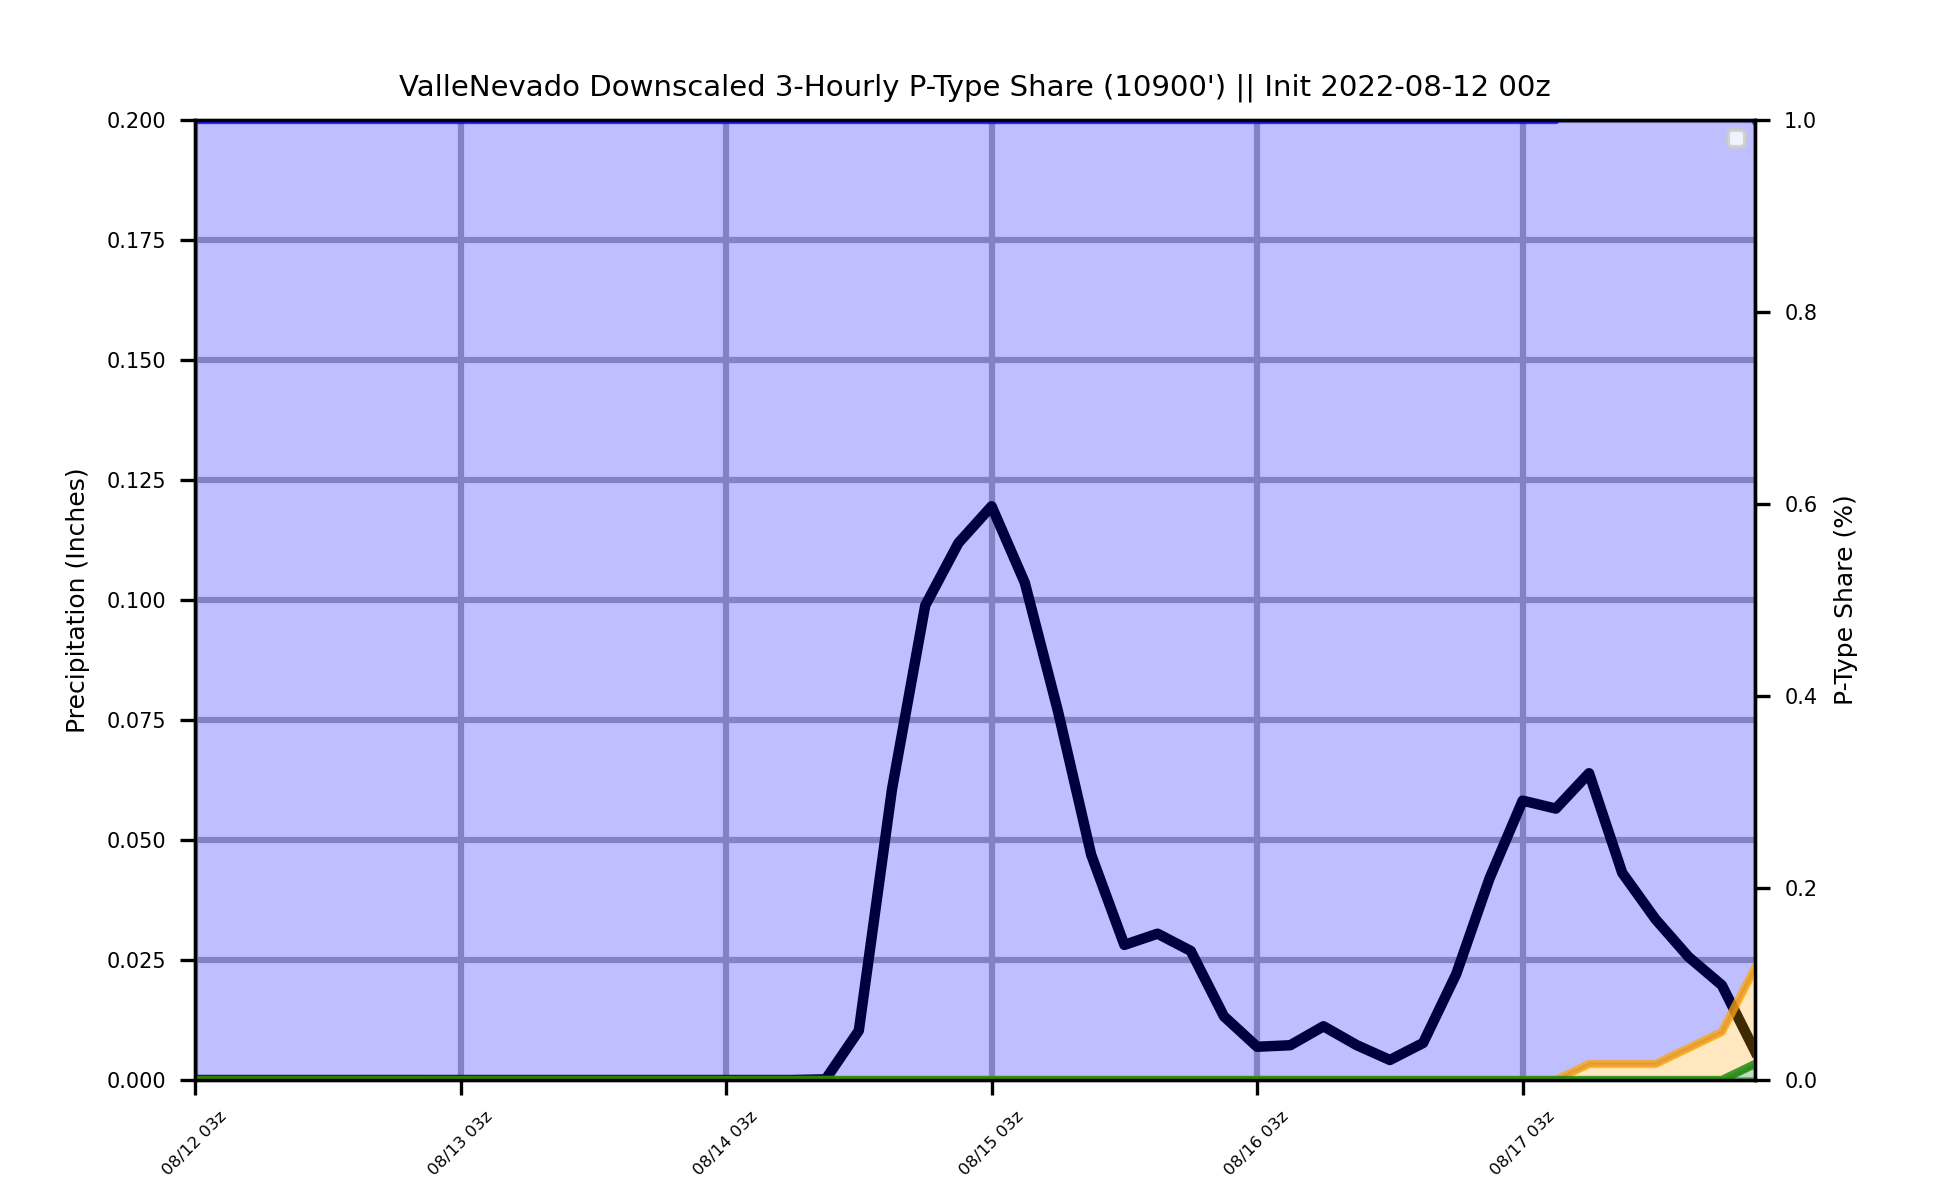 ValleNevado Downscaled 3-Hourly P-Type Share (10900') || Init 2022-08-12 00z
Precipitation (Inches)
0.200
0.175
0.150
0.125
0.100
0.075
0.050
0.025
0.000
1.0
0.8
0.6
0.4
0.2
0.0
P-Type Share (%)
08/12 03z
08/13 03z
08/14 03z
08/15 03z
08/16 03z
08/17 03z